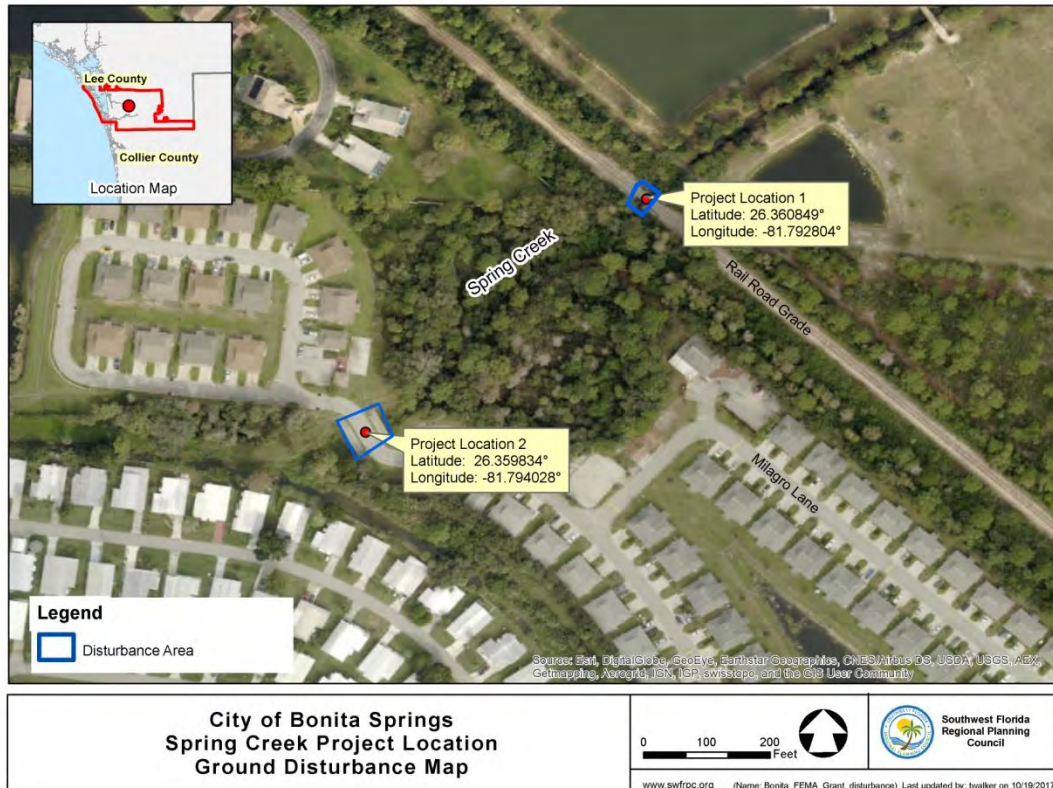 Lee County
Collier County
Location Map
Project Location 1
Latitude: 26.360849°
Longitude: -81.792804°
Spring Creek
Rail Road Grade
Project Location 2
Latitude: 26.359834°
Longitude: -81.794028°
Milagro Lane
Legend
Disturbance Area
Source: Esri, DigitalGlobe, GeoEye, Earthstar Geographics, CNES/Airbus DS, USDA, USGS, AEX,
Getmapping, Aerogrid, IGN, IGP, swisstopo, and the GIS User Community
City of Bonita Springs
Spring Creek Project Location
Ground Disturbance Map
0 100 200
Feet
Southwest Florida
Regional Planning
Council
www.swfrpc.org (Name: Bonita_FEMA_Grant_disturbance) Last updated by: twalker on 10/19/2017